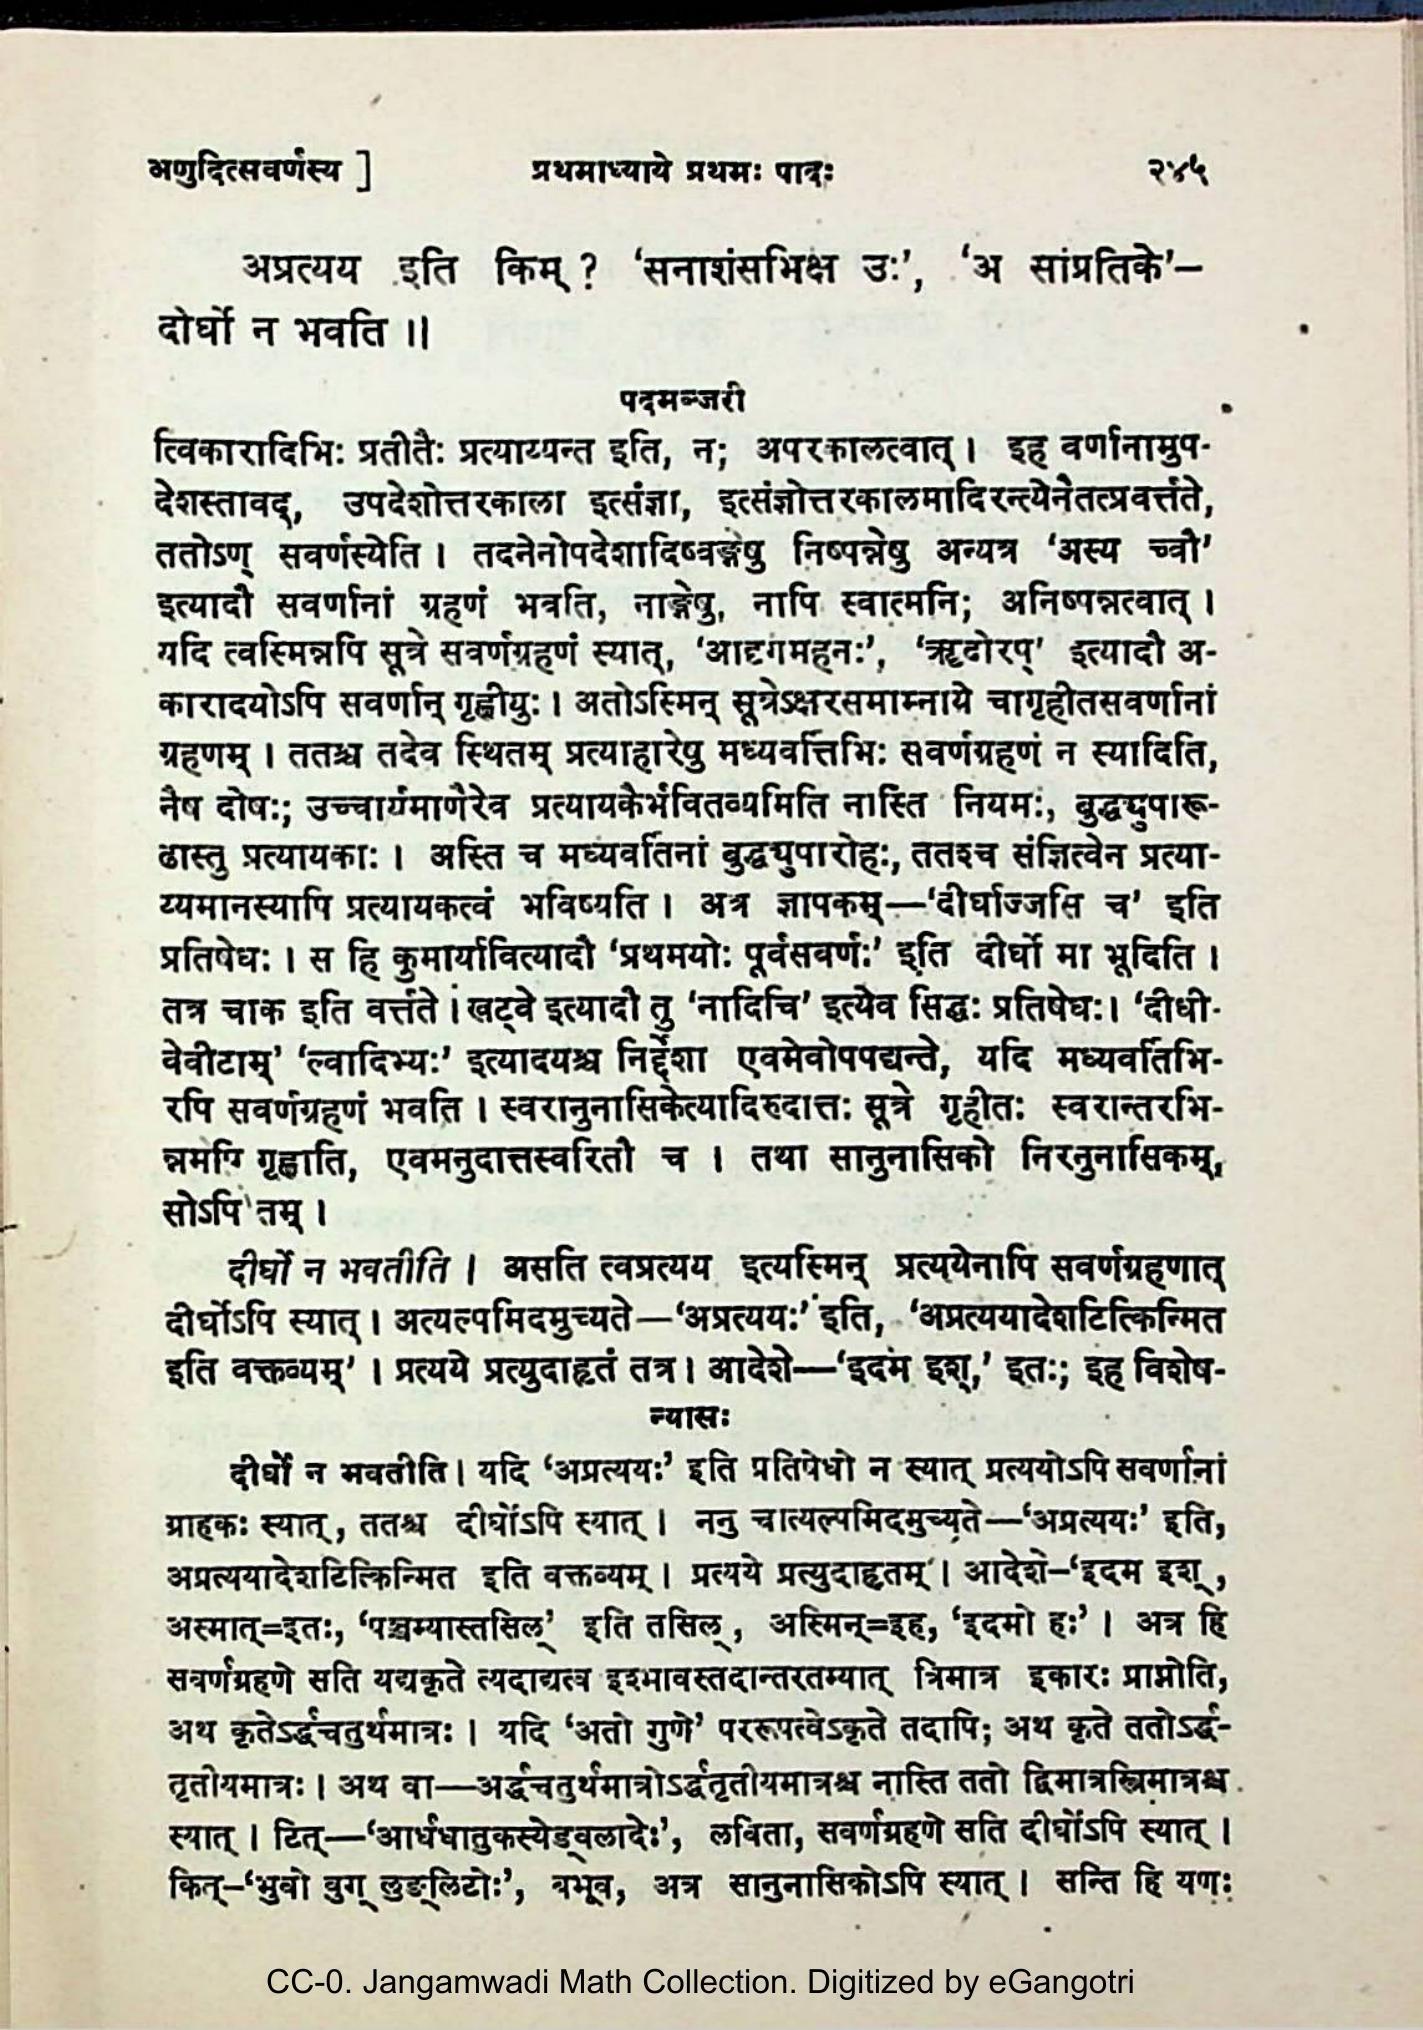 अणुदित्सवर्णस्य ] प्रथमाध्याये प्रथमः पादः २४५
अप्रत्यय इति किम् ? ‘सनाशंसभिक्ष उः’, ‘अ सांप्रतिके’–
दोर्घो न भवति ॥
पदमञ्जरी
त्विकारादिभिः प्रतीतैः प्रत्याय्यन्त इति, न; अपरकालत्वात् । इह वर्णानामुप-
देशस्तावद्, उपदेशोत्तरकाला इत्संज्ञा, इत्संज्ञोत्तरकालमादिरन्त्येनेतत्प्रवर्त्तते,
ततोऽण् सवर्णस्येति । तदनेनोपदेशादिष्वङ्गेषु निष्पन्नेषु अन्यत्र ‘अस्य च्वौ’
इत्यादौ सवर्णानां ग्रहणं भवति, नाङ्गेषु, नापि स्वात्मनि; अनिष्पन्नत्वात् ।
यदि त्वस्मिन्नपि सूत्रे सवर्णग्रहणं स्यात्, ‘आदृगमहनः’, ‘ॠढोरप्’ इत्यादौ अ-
कारादयोऽपि सवर्णान् गृह्णीयुः । अतोऽस्मिन् सूत्रेऽक्षरसमाम्नाये चागृहीतसवर्णानां
ग्रहणम् । ततश्च तदेव स्थितम् प्रत्याहारेषु मध्यवर्त्तिभिः सवर्णग्रहणं न स्यादिति,
नैष दोषः; उच्चार्यमाणैरेव प्रत्यायकैर्भवितव्यमिति नास्ति नियमः, बुद्ध्युपारू-
ढास्तु प्रत्यायकाः । अस्ति च मध्यवर्तिनां बुद्ध्युपारोहः, ततश्च संज्ञित्वेन प्रत्या-
य्यमानस्यापि प्रत्यायकत्वं भविष्यति । अत्र ज्ञापकम्—‘दीर्घाज्जसि च’ इति
प्रतिषेधः । स हि कुमार्यावित्यादौ ‘प्रथमयोः पूर्वसवर्णः’ इति दीर्घो मा भूदिति ।
तत्र चाक इति वर्त्तते । खट्वे इत्यादौ तु ‘नादिचि’ इत्येव सिद्धः प्रतिषेधः। ‘दीधी-
वेवीटाम्’ ‘ल्वादिभ्यः’ इत्यादयश्च निर्द्देशा एवमेवोपपद्यन्ते, यदि मध्यवर्तिभि-
रपि सवर्णग्रहणं भवति । स्वरानुनासिकेत्यादिरुदात्तः सूत्रे गृहीतः स्वरान्तरभि-
न्नमपि गृह्णाति, एवमनुदात्तस्वरितौ च । तथा सानुनासिको निरनुनासिकम्,
सोऽपि तम् ।
दीर्घो न भवतीति । असति त्वप्रत्यय इत्यस्मिन् प्रत्ययेनापि सवर्णग्रहणात्
दीर्घोऽपि स्यात् । अत्यल्पमिदमुच्यते—‘अप्रत्ययः’ इति, ‘अप्रत्ययादेशटित्किन्मित
इति वक्तव्यम्’ । प्रत्यये प्रत्युदाहृतं तत्र । आदेशे—‘इदम इश्,’ इतः; इह विशेष-
न्यासः
दीर्घो न भवतीति । यदि ‘अप्रत्ययः’ इति प्रतिषेधो न स्यात् प्रत्ययोऽपि सवर्णानां
ग्राहकः स्यात्, ततश्च दीर्घोऽपि स्यात् । ननु चात्यल्पमिदमुच्यते—‘अप्रत्ययः’ इति,
अप्रत्ययादेशटित्किन्मित इति वक्तव्यम् । प्रत्यये प्रत्युदाहृतम् । आदेशे–‘इदम इश्,
अस्मात्=इतः, ‘पञ्चम्यास्तसिल्’ इति तसिल्, अस्मिन्=इह, ‘इदमो हः’ । अत्र हि
सवर्णग्रहणे सति यद्यकृते त्यदाद्यत्व इश्भावस्तदान्तरतम्यात् त्रिमात्र इकारः प्राप्नोति,
अथ कृतेऽर्द्धचतुर्थमात्रः । यदि ‘अतो गुणे’ पररूपत्वेऽकृते तदापि; अथ कृते ततोऽर्द्ध-
तृतीयमात्रः । अथ वा—अर्द्धचतुर्थमात्रोऽर्द्धतृतीयमात्रश्च नास्ति ततो द्विमात्रस्त्रिमात्रश्च
स्यात् । टित्—‘आर्धधातुकस्येड्वलादेः’, लविता, सवर्णग्रहणे सति दीर्घोऽपि स्यात् ।
कित्–‘भुवो वुग् लुङ्लिटोः’, बभूव, अत्र सानुनासिकोऽपि स्यात् । सन्ति हि यणः
CC-0. Jangamwadi Math Collection. Digitized by eGangotri